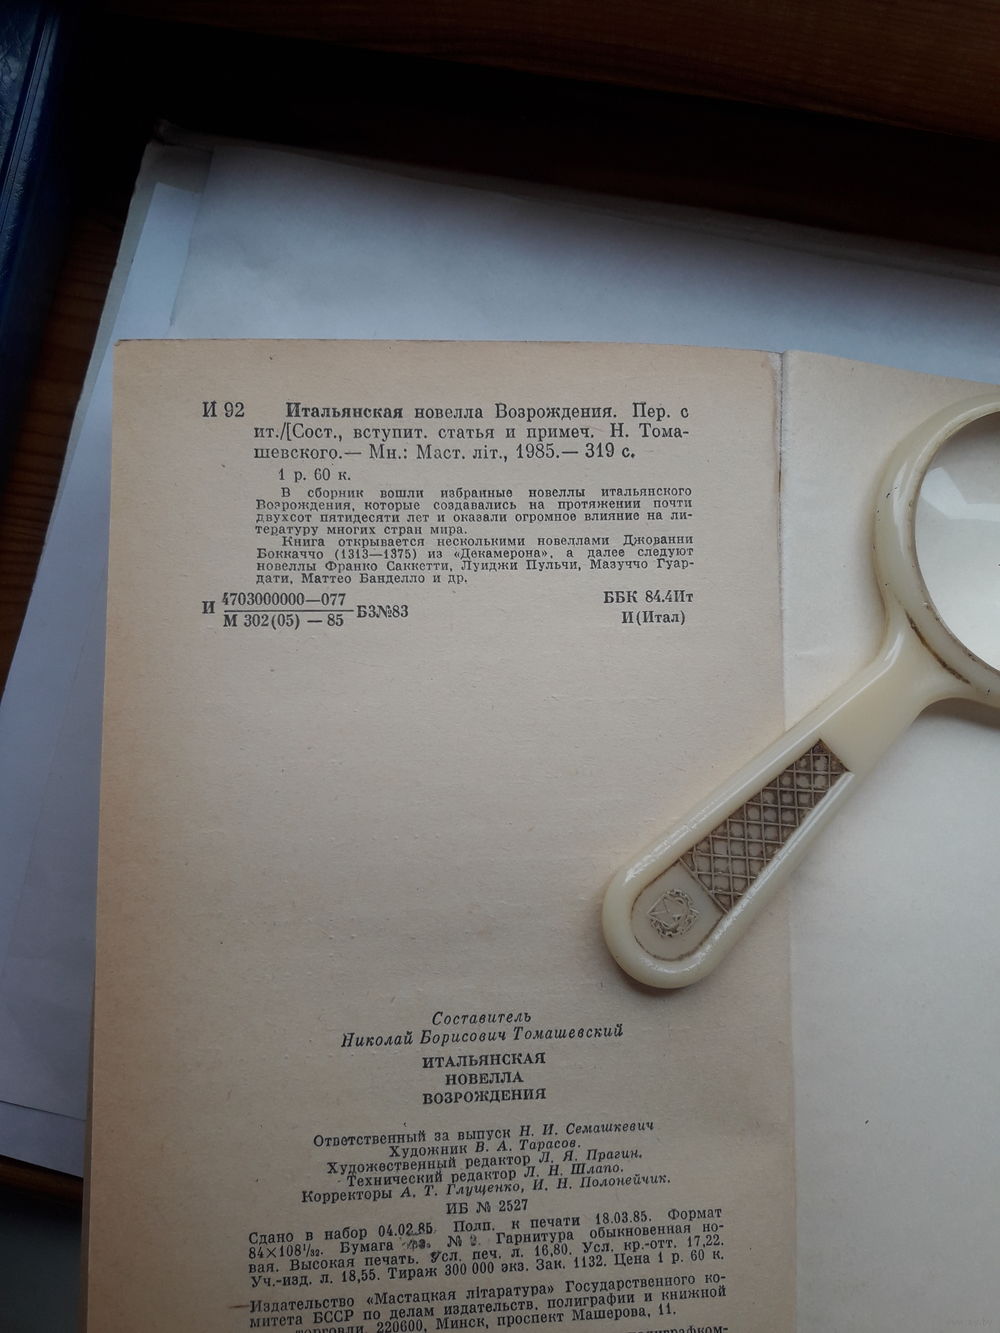 И 92 Итальянская новелла Возрождения. Пер. с
ит./[Сост., вступит. статья и примеч. Н. Тома-
шевского.— Мн.: Маст. літ., 1985.— 319 с.
1 р. 60 к.
В сборник вошли избранные новеллы итальянского
Возрождения, которые создавались на протяжении почти
двухсот пятидесяти лет и оказали огромное влияние на ли-
тературу многих стран мира.
Книга открывается несколькими новеллами Джованни
Боккаччо (1313—1375) из «Декамерона», а далее следуют
новеллы Франко Саккетти, Луиджи Пульчи, Мазуччо Гуар-
дати, Маттео Банделло и др.
И 4703000000—077
М 302(05) — 85 БЗ№83
ББК 84.4Ит
И(Итал)
Составитель
Николай Борисович Томашевский
ИТАЛЬЯНСКАЯ
НОВЕЛЛА
ВОЗРОЖДЕНИЯ
Ответственный за выпуск Н. И. Семашкевич
Художник В. А. Тарасов.
Художественный редактор Л. Я. Прагин.
Технический редактор Л. Н. Шлапо.
Корректоры А. Т. Глущенко, И. Н. Полонейчик.
ИБ № 2527
Сдано в набор 04.02.85. Полп. к печати 18.03.85. Формат
84×108¹/₃₂. Бумага № Гарнитура обыкновенная но-
вая. Высокая печать. Усл. печ. л. 16,80. Усл. кр.-отт. 17,22.
Уч.-изд. л. 18,55. Тираж 300 000 экз. Зак. 1132. Цена 1 р. 60 к.
Издательство «Мастацкая літаратура» Государственного ко-
митета БССР по делам издательств, полиграфии и книжной
торговли. 220600, Минск, проспект Машерова, 11.